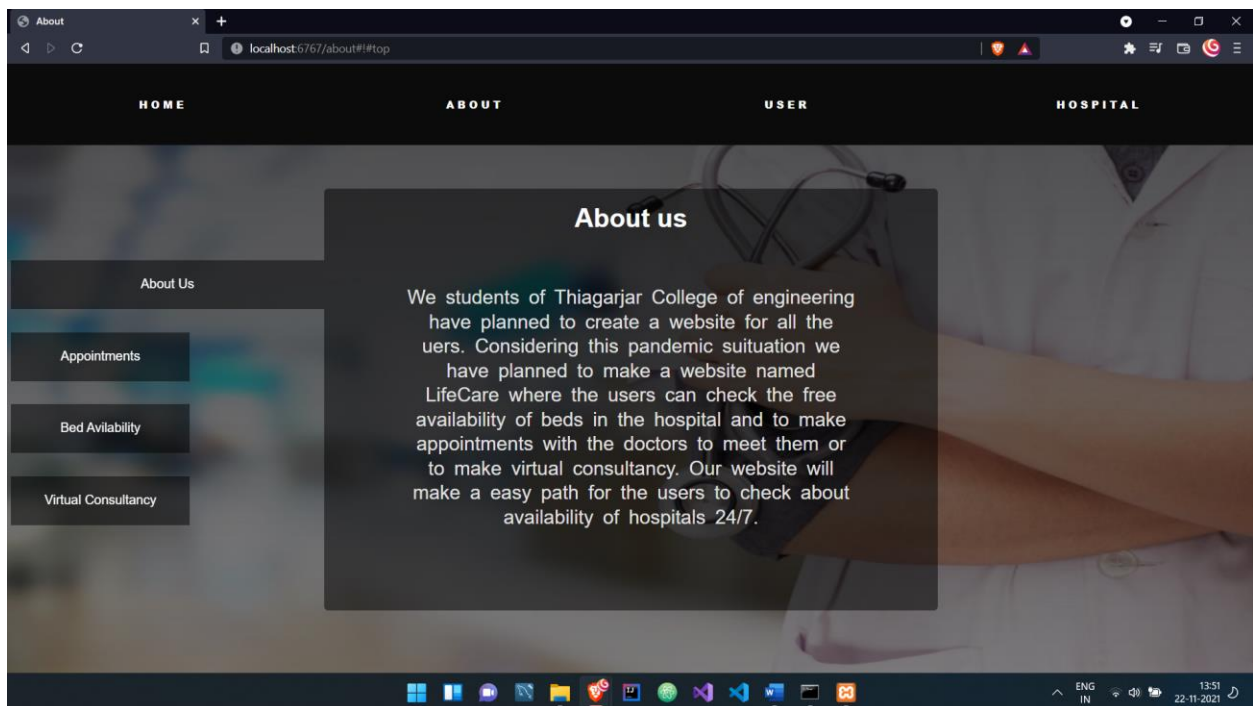 About
localhost:6767/about#!#top
HOME ABOUT USER HOSPITAL
About us
About Us
Appointments
Bed Avilability
Virtual Consultancy
We students of Thiagarjar College of engineering
have planned to create a website for all the
uers. Considering this pandemic suituation we
have planned to make a website named
LifeCare where the users can check the free
availability of beds in the hospital and to make
appointments with the doctors to meet them or
to make virtual consultancy. Our website will
make a easy path for the users to check about
availability of hospitals 24/7.
ENG
IN
13:51
22-11-2021